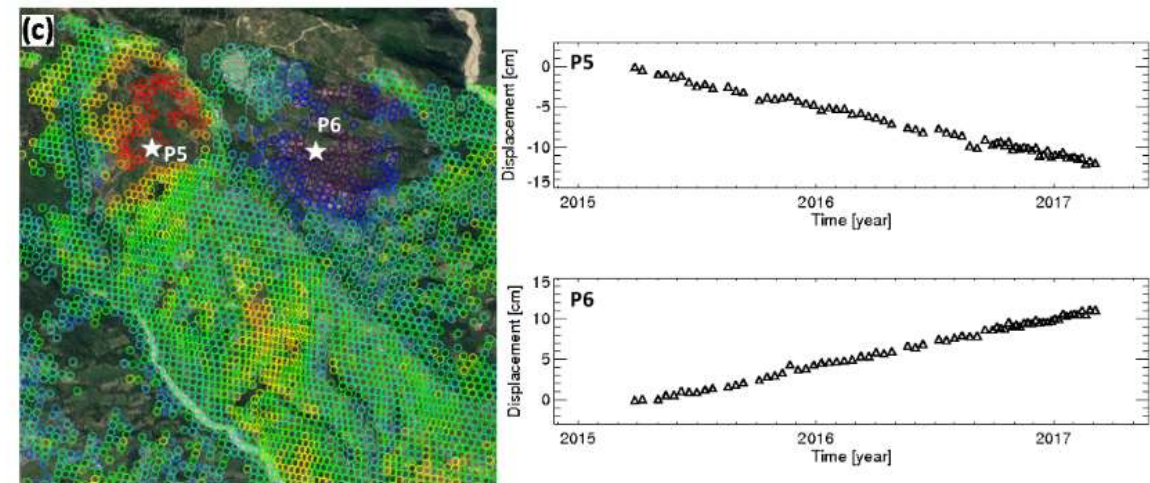 (c)
P5
P6
P5
Displacement [cm]
0
-5
-10
-15
2015
2016
2017
Time [year]
P6
Displacement [cm]
15
10
5
0
2015
2016
2017
Time [year]